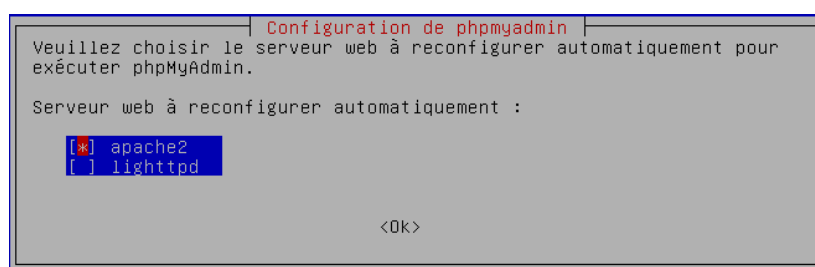 Configuration de phpmyadmin
Veuillez choisir le serveur web à reconfigurer automatiquement pour
exécuter phpMyAdmin.
Serveur web à reconfigurer automatiquement :
[*] apache2
[ ] lighttpd
<Ok>